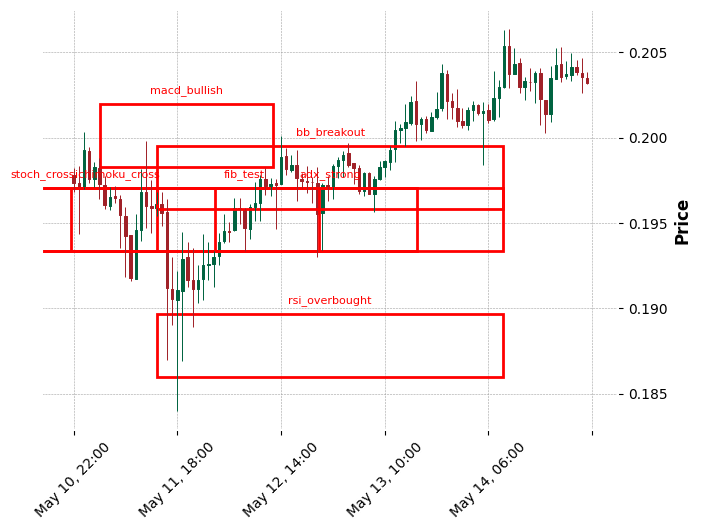 macd_bullish
bb_breakout
stoch_cross
ichimoku_cross
fib_test
adx_strong
rsi_overbought
0.205
0.200
0.195
0.190
0.185
Price
May 10, 22:00
May 11, 18:00
May 12, 14:00
May 13, 10:00
May 14, 06:00